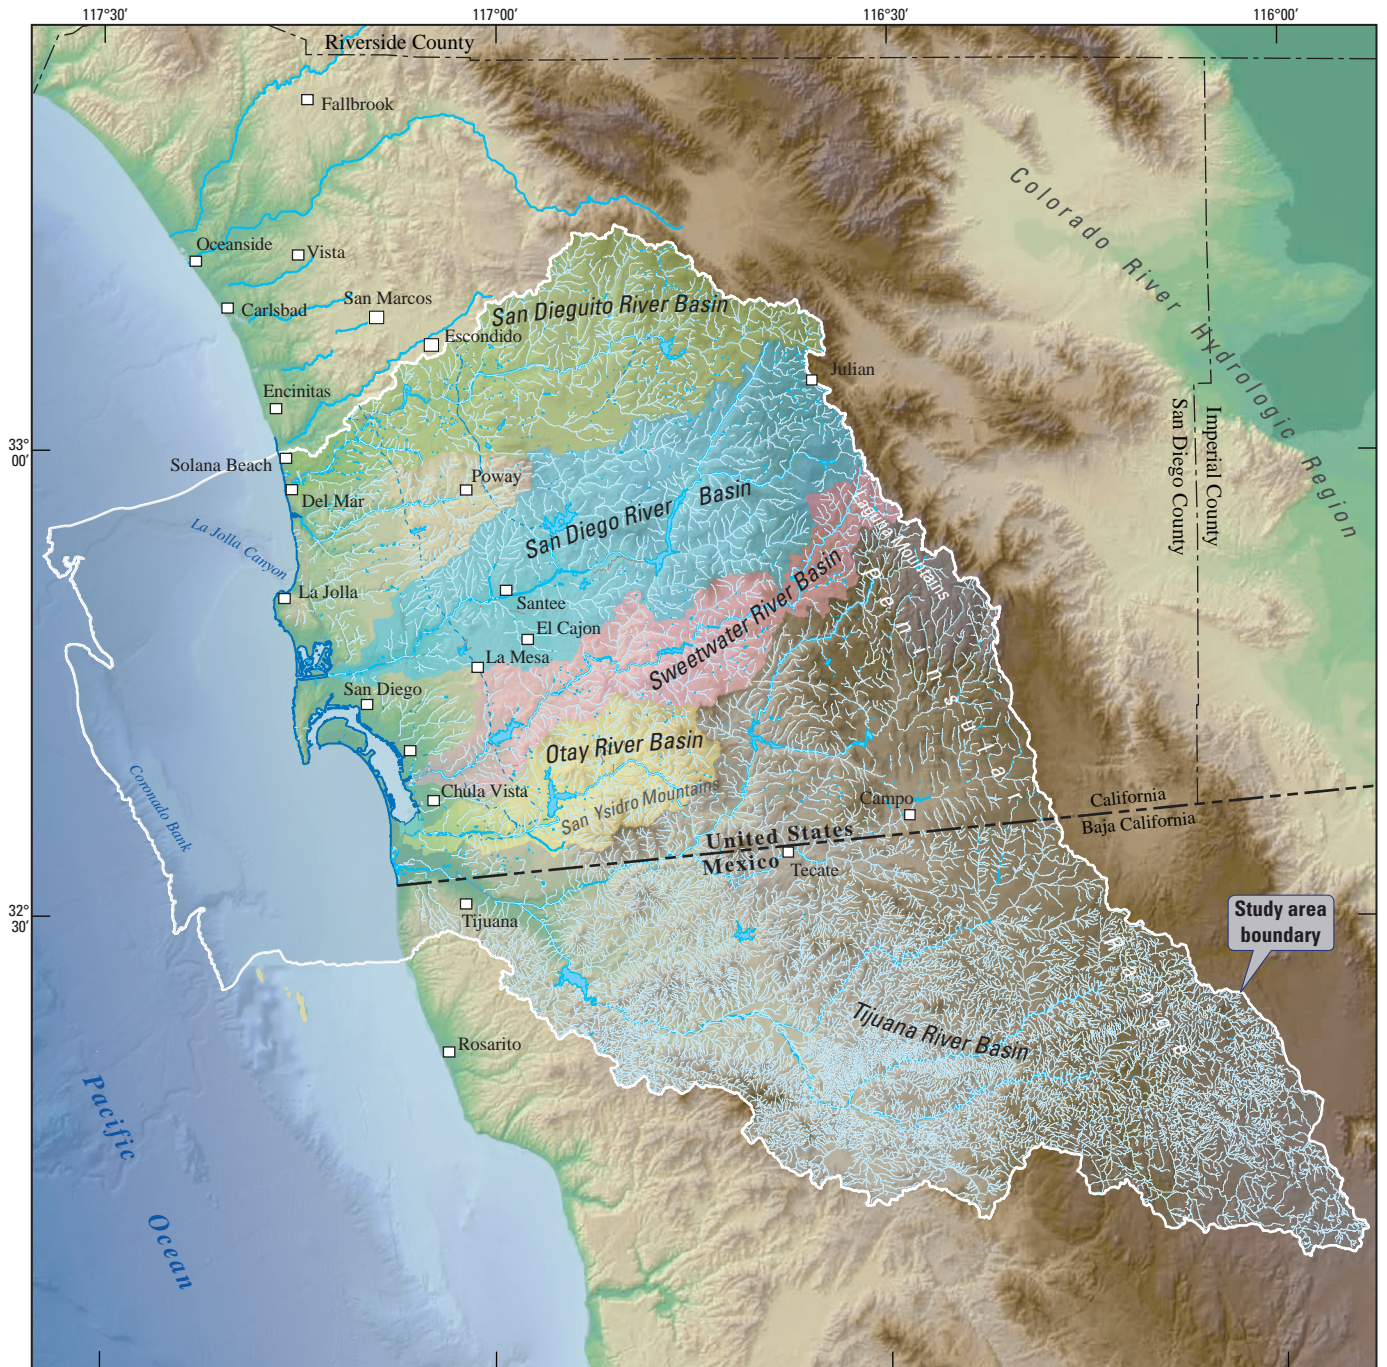 117°30'
117°00'
116°30'
116°00'
Riverside County
Fallbrook
Colorado River Hydrologic Region
Oceanside
Vista
San Marcos
Carlsbad
San Dieguito River Basin
Escondido
Julian
Encinitas
Imperial County
San Diego County
33°
00'
Solana Beach
Poway
Del Mar
San Diego River Basin
Laguna Mountains
La Jolla Canyon
La Jolla
Santee
Sweetwater River Basin
Peninsular Range
El Cajon
La Mesa
San Diego
Otay River Basin
Coronado Bank
Chula Vista
San Ysidro Mountains
Campo
California
Baja California
United States
Mexico
Tecate
32°
30'
Tijuana
Study area
boundary
Tijuana River Basin
Rosarito
Pacific
Ocean